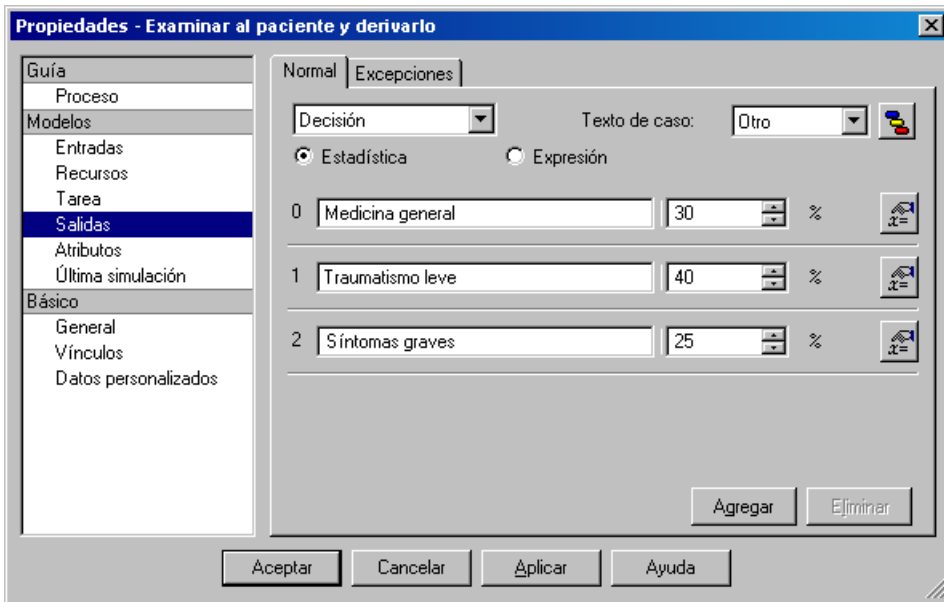 Propiedades - Examinar al paciente y derivarlo
Guía
Proceso
Modelos
Entradas
Recursos
Tarea
Salidas
Atributos
Última simulación
Básico
General
Vínculos
Datos personalizados
Normal Excepciones
Decisión Texto de caso: Otro
Estadística Expresión
0 Medicina general 30 % x=
1 Traumatismo leve 40 % x=
2 Síntomas graves 25 % x=
Agregar Eliminar
Aceptar Cancelar Aplicar Ayuda